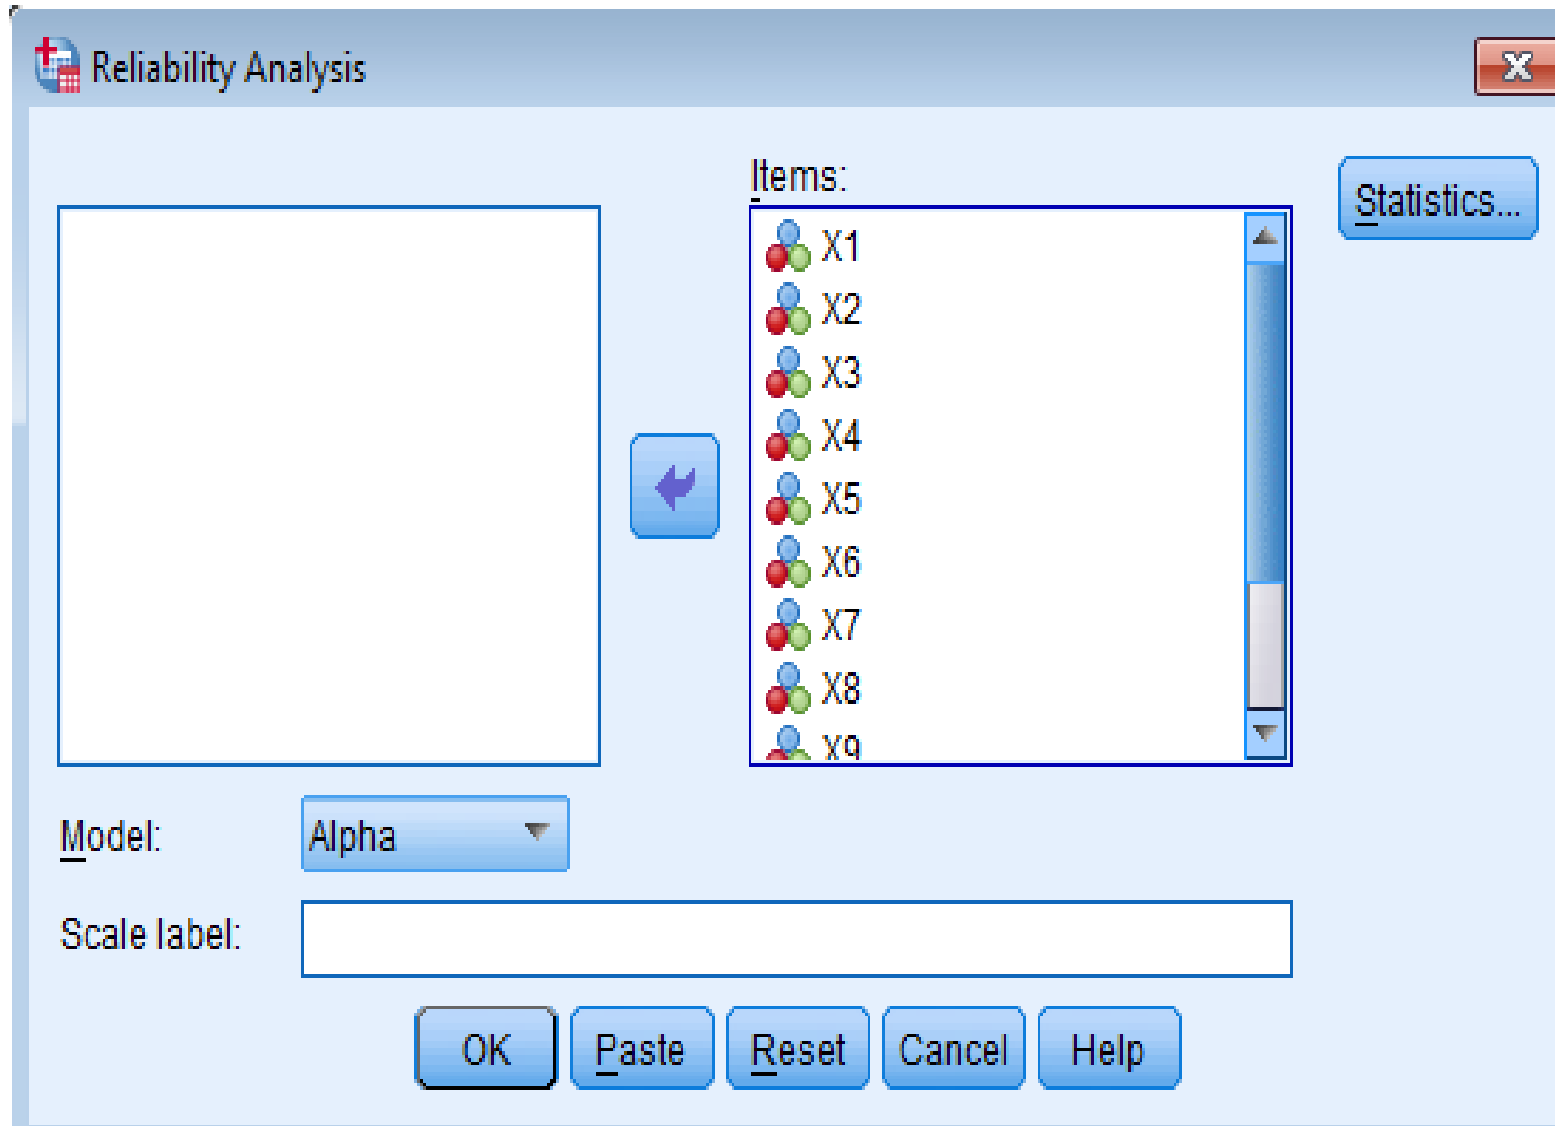 Reliability Analysis
Items:
Statistics...
X1
X2
X3
X4
X5
X6
X7
X8
X9
Model:
Alpha
Scale label:
OK
Paste
Reset
Cancel
Help